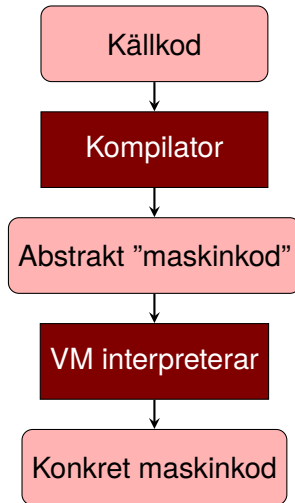 Källkod
Kompilator
Abstrakt ”maskinkod”
VM interpreterar
Konkret maskinkod